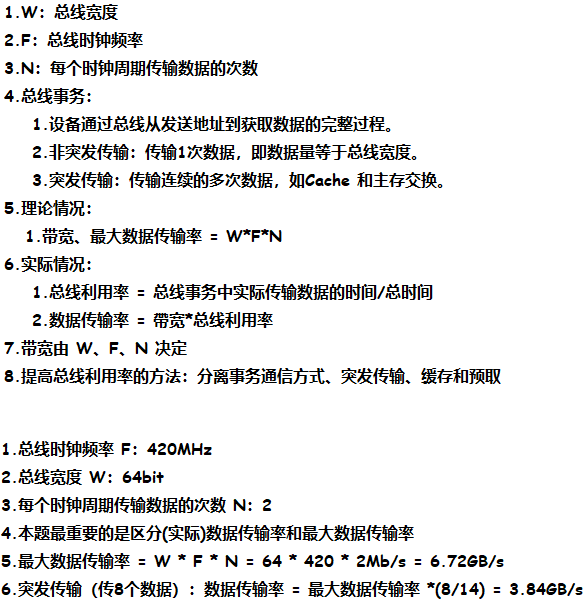 1.W：总线宽度
2.F：总线时钟频率
3.N：每个时钟周期传输数据的次数
4.总线事务：
1.设备通过总线从发送地址到获取数据的完整过程。
2.非突发传输：传输1次数据，即数据量等于总线宽度。
3.突发传输：传输连续的多次数据，如Cache 和主存交换。
5.理论情况：
1.带宽、最大数据传输率 = W*F*N
6.实际情况：
1.总线利用率 = 总线事务中实际传输数据的时间/总时间
2.数据传输率 = 带宽*总线利用率
7.带宽由 W、F、N 决定
8.提高总线利用率的方法：分离事务通信方式、突发传输、缓存和预取
1.总线时钟频率 F：420MHz
2.总线宽度 W：64bit
3.每个时钟周期传输数据的次数 N：2
4.本题最重要的是区分(实际)数据传输率和最大数据传输率
5.最大数据传输率 = W * F * N = 64 * 420 * 2Mb/s = 6.72GB/s
6.突发传输（传8个数据）：数据传输率 = 最大数据传输率 *(8/14) = 3.84GB/s